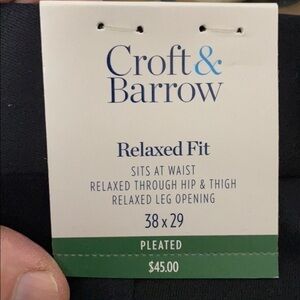 Croft&
Barrow
Relaxed Fit
SITS AT WAIST
RELAXED THROUGH HIP & THIGH
RELAXED LEG OPENING
38 x 29
PLEATED
$45.00